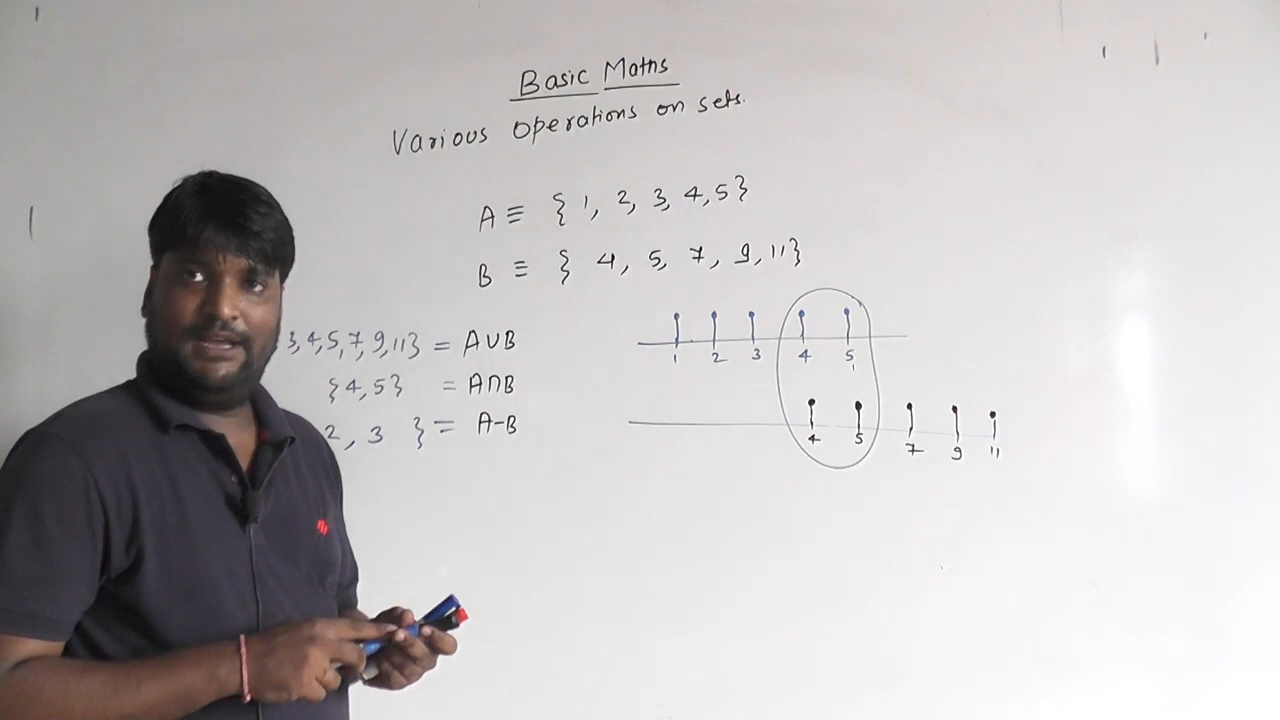 Basic Maths
Various Operations on sets.
A ≡ { 1, 2, 3, 4, 5}
B ≡ { 4, 5, 7, 9, 11}
3,4,5,7,9,11} = A∪B
{4,5} = A∩B
2, 3 } = A-B
1 2 3 4 5
4 5 7 9 11